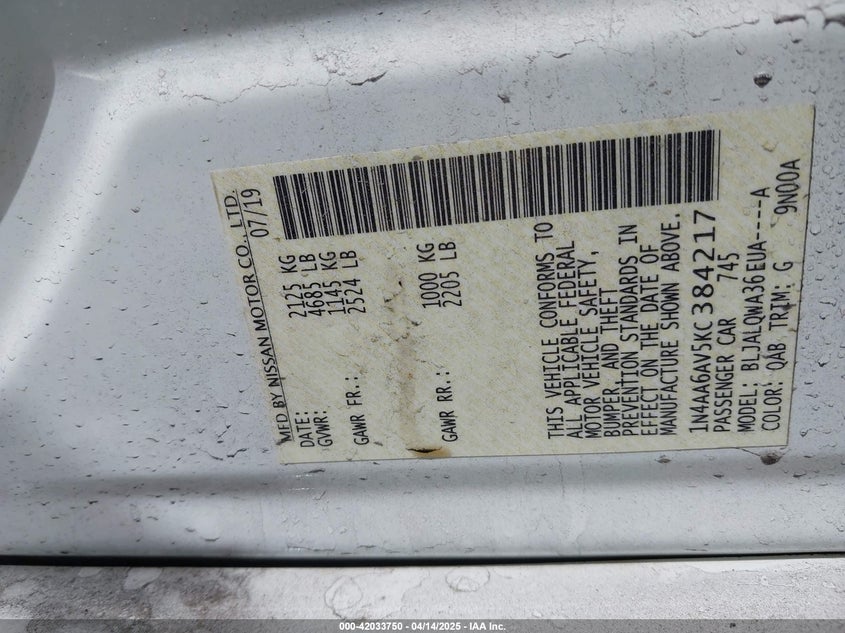 MFD BY NISSAN MOTOR CO., LTD.
DATE: 07/19
GVWR: 2125 KG
4685 LB
GAWR FR.: 1145 KG
2524 LB
GAWR RR.: 1000 KG
2205 LB
THIS VEHICLE CONFORMS TO
ALL APPLICABLE FEDERAL
MOTOR VEHICLE SAFETY,
BUMPER, AND THEFT
PREVENTION STANDARDS IN
EFFECT ON THE DATE OF
MANUFACTURE SHOWN ABOVE.
1N4AA6AV5KC384217
PASSENGER CAR 745
MODEL: BLJALQWA36EUA----A
COLOR: QAB TRIM: G 9N00A
000-42033750 - 04/14/2025 - IAA Inc.